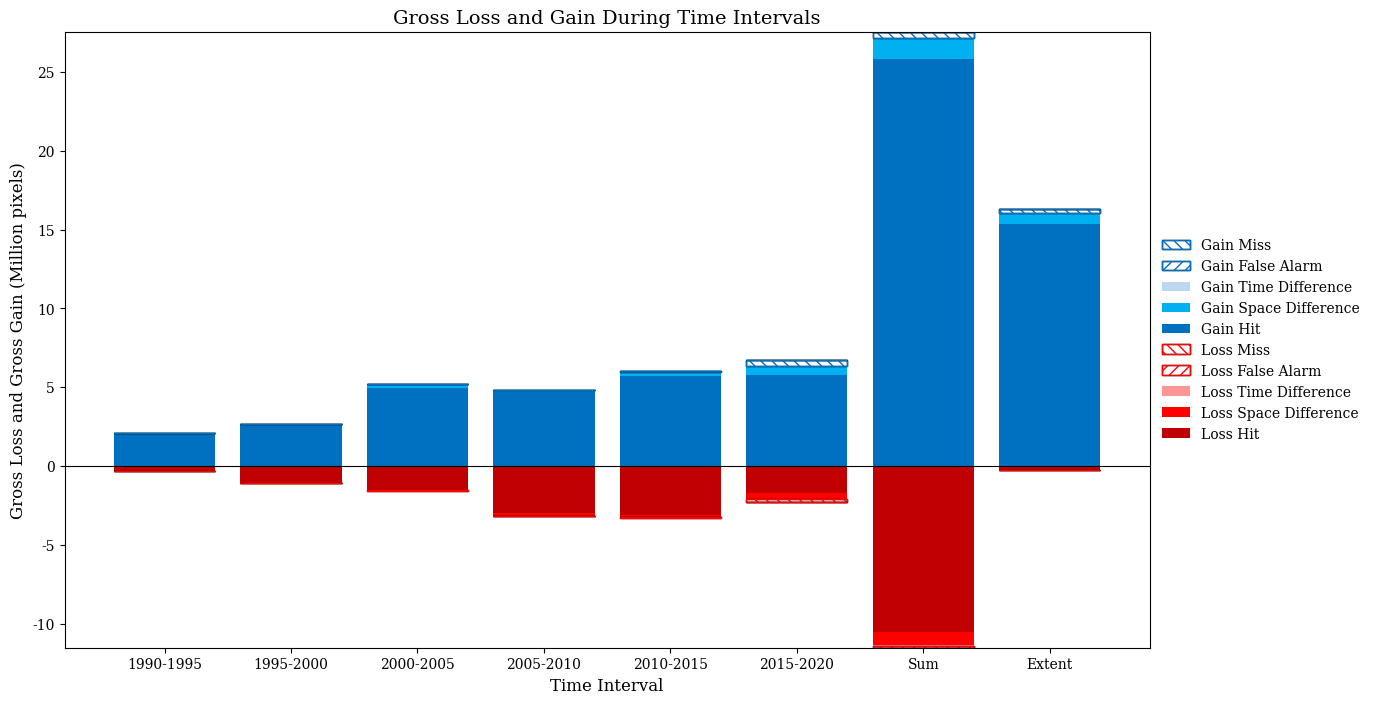 Gross Loss and Gain During Time Intervals
Gross Loss and Gross Gain (Million pixels)
25
20
15
10
5
0
-5
-10
1990-1995
1995-2000
2000-2005
2005-2010
2010-2015
2015-2020
Sum
Extent
Time Interval
Gain Miss
Gain False Alarm
Gain Time Difference
Gain Space Difference
Gain Hit
Loss Miss
Loss False Alarm
Loss Time Difference
Loss Space Difference
Loss Hit